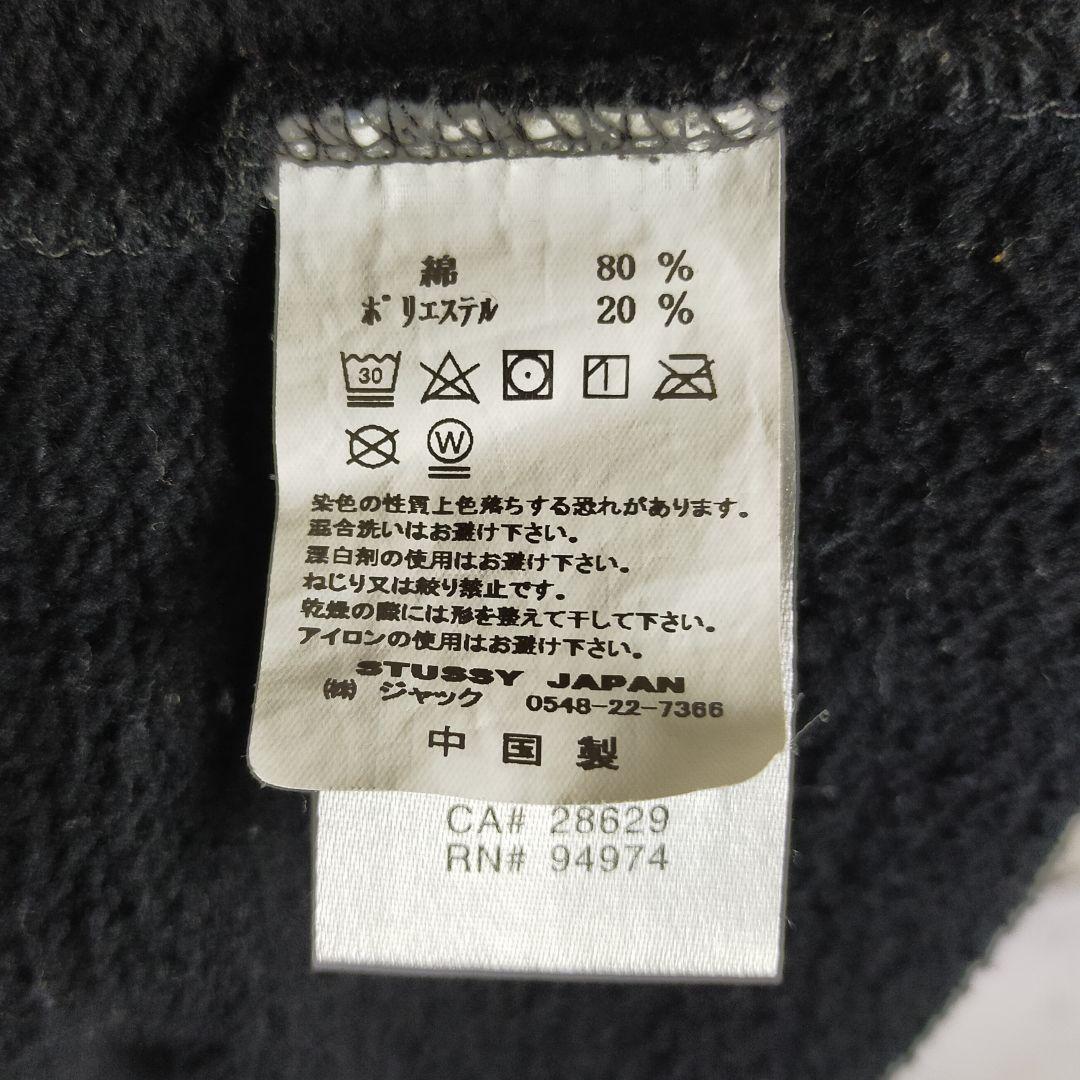 綿 80 %
ポリエステル 20 %
30
W
染色の性質上色落ちする恐れがあります。
混合洗いはお避け下さい。
漂白剤の使用はお避け下さい。
ねじり又は絞り禁止です。
乾燥の際には形を整えて干して下さい。
アイロンの使用はお避け下さい。
STUSSY JAPAN
㈱ ジャック 0548-22-7366
中国製
CA# 28629
RN# 94974